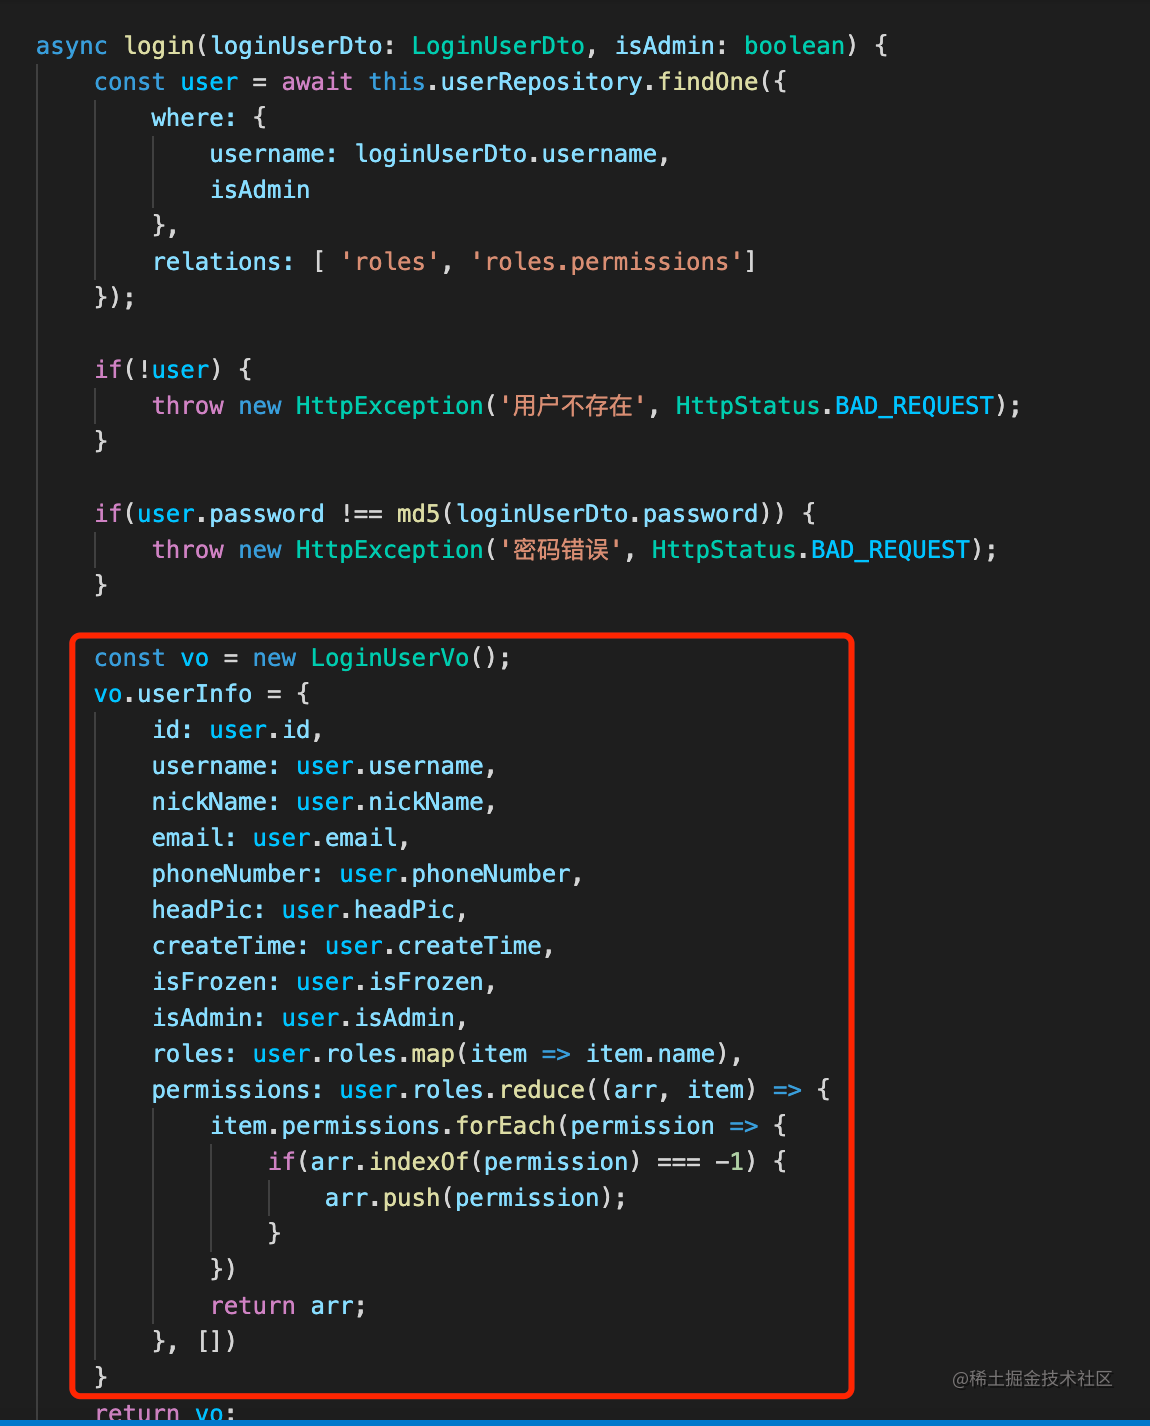 async login(loginUserDto: LoginUserDto, isAdmin: boolean) {
    const user = await this.userRepository.findOne({
        where: {
            username: loginUserDto.username,
            isAdmin
        },
        relations: [ 'roles', 'roles.permissions']
    });

    if(!user) {
        throw new HttpException('用户不存在', HttpStatus.BAD_REQUEST);
    }

    if(user.password !== md5(loginUserDto.password)) {
        throw new HttpException('密码错误', HttpStatus.BAD_REQUEST);
    }

    const vo = new LoginUserVo();
    vo.userInfo = {
        id: user.id,
        username: user.username,
        nickName: user.nickName,
        email: user.email,
        phoneNumber: user.phoneNumber,
        headPic: user.headPic,
        createTime: user.createTime,
        isFrozen: user.isFrozen,
        isAdmin: user.isAdmin,
        roles: user.roles.map(item => item.name),
        permissions: user.roles.reduce((arr, item) => {
            item.permissions.forEach(permission => {
                if(arr.indexOf(permission) === -1) {
                    arr.push(permission);
                }
            })
            return arr;
        }, [])
    }
@稀土掘金技术社区
    return vo;